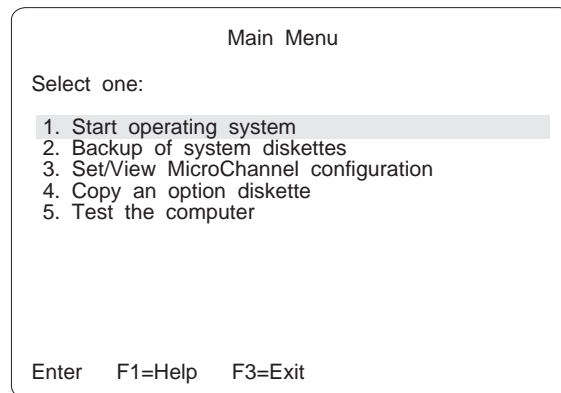 Main Menu
Select one:
1. Start operating system
2. Backup of system diskettes
3. Set/View MicroChannel configuration
4. Copy an option diskette
5. Test the computer
Enter F1=Help F3=Exit